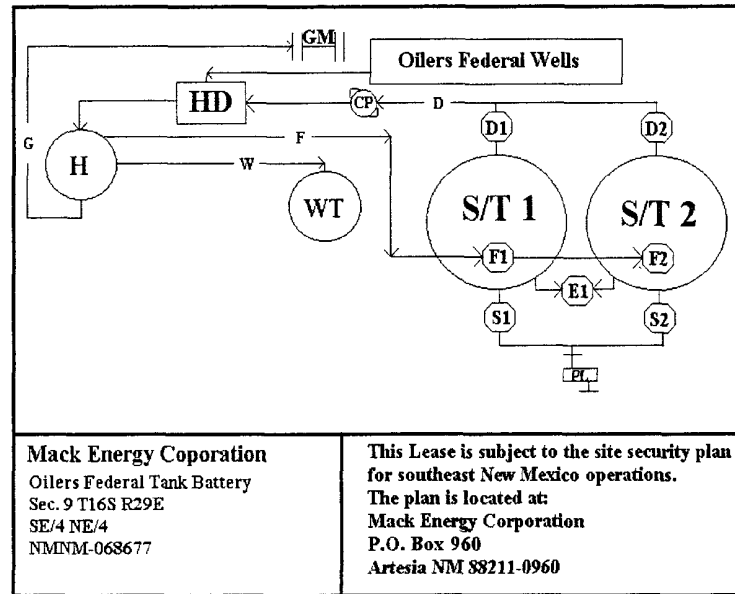 GM
Oilers Federal Wells
HD
CP
D
D1
D2
G
H
F
W
WT
S/T 1
S/T 2
F1
F2
E1
S1
S2
PL
Mack Energy Coporation
Oilers Federal Tank Battery
Sec. 9 T16S R29E
SE/4 NE/4
NMNM-068677
This Lease is subject to the site security plan
for southeast New Mexico operations.
The plan is located at:
Mack Energy Corporation
P.O. Box 960
Artesia NM 88211-0960